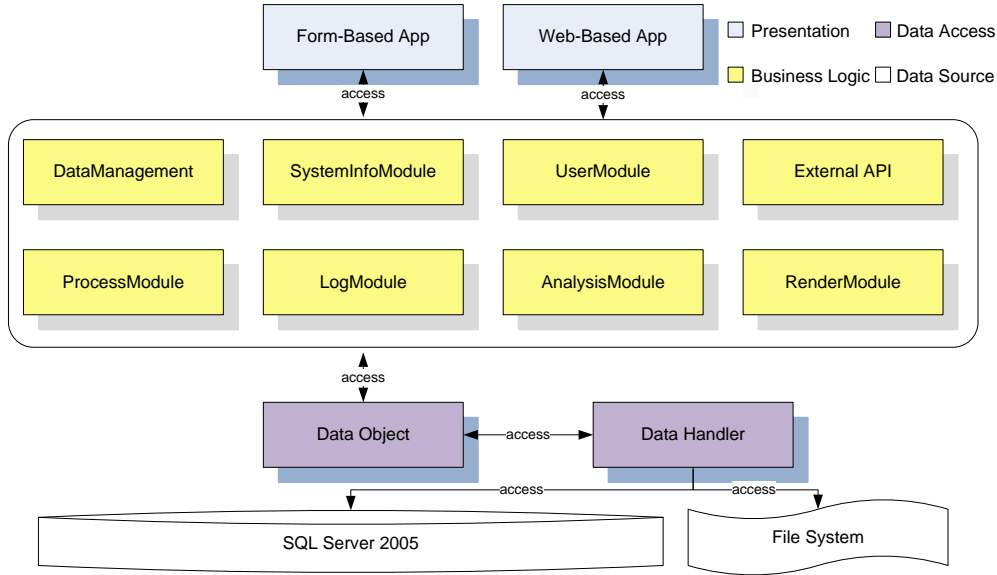 Form-Based App
Web-Based App
Presentation
Data Access
Business Logic
Data Source
access
access
DataManagement
SystemInfoModule
UserModule
External API
ProcessModule
LogModule
AnalysisModule
RenderModule
access
Data Object
access
Data Handler
access
access
SQL Server 2005
File System